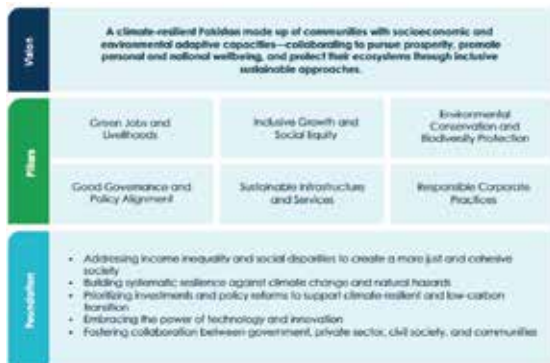 Vision
A climate-resilient Pakistan made up of communities with socioeconomic and
environmental adaptive capacities—collaborating to pursue prosperity, promote
personal and national wellbeing, and protect their ecosystems through inclusive
sustainable approaches.
Pillars
Green Jobs and
Livelihoods
Inclusive Growth and
Social Equity
Environmental
Conservation and
Biodiversity Protection
Good Governance and
Policy Alignment
Sustainable Infrastructure
and Services
Responsible Corporate
Practices
Foundation
• Addressing income inequality and social disparities to create a more just and cohesive
society
• Building systematic resilience against climate change and natural hazards
• Prioritizing investments and policy reforms to support climate-resilient and low-carbon
transition
• Embracing the power of technology and innovation
• Fostering collaboration between government, private sector, civil society, and communities